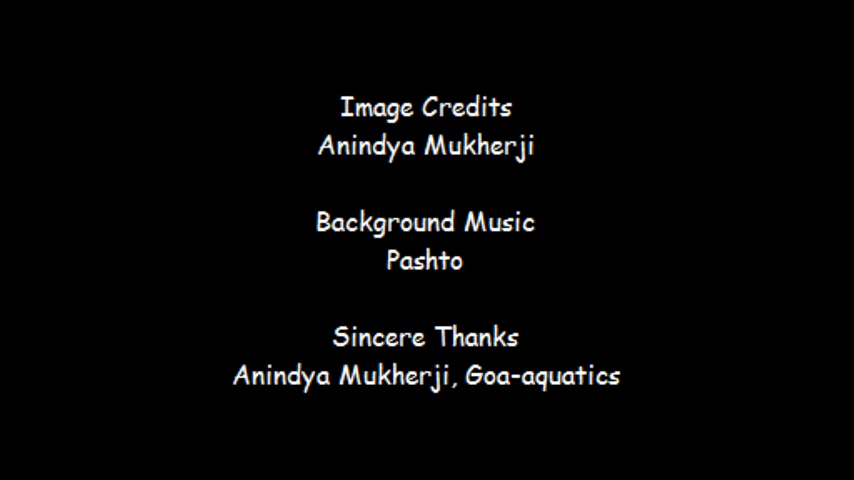 Image Credits
Anindya Mukherji
Background Music
Pashto
Sincere Thanks
Anindya Mukherji, Goa-aquatics